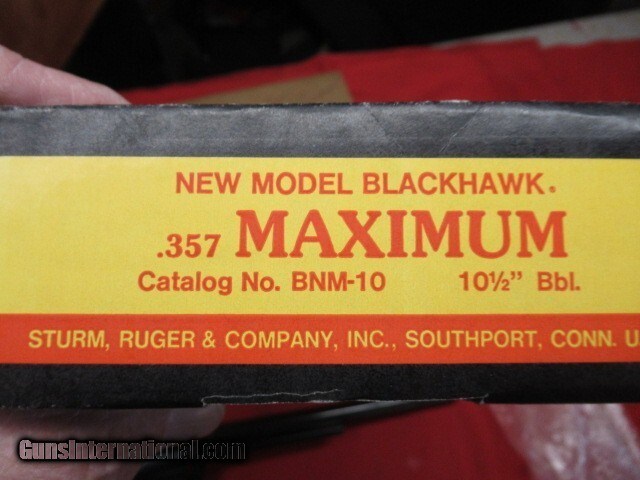 NEW MODEL BLACKHAWK®
.357 MAXIMUM
Catalog No. BNM-10 10½" Bbl.
STURM, RUGER & COMPANY, INC., SOUTHPORT, CONN. U
GunsInternational.com